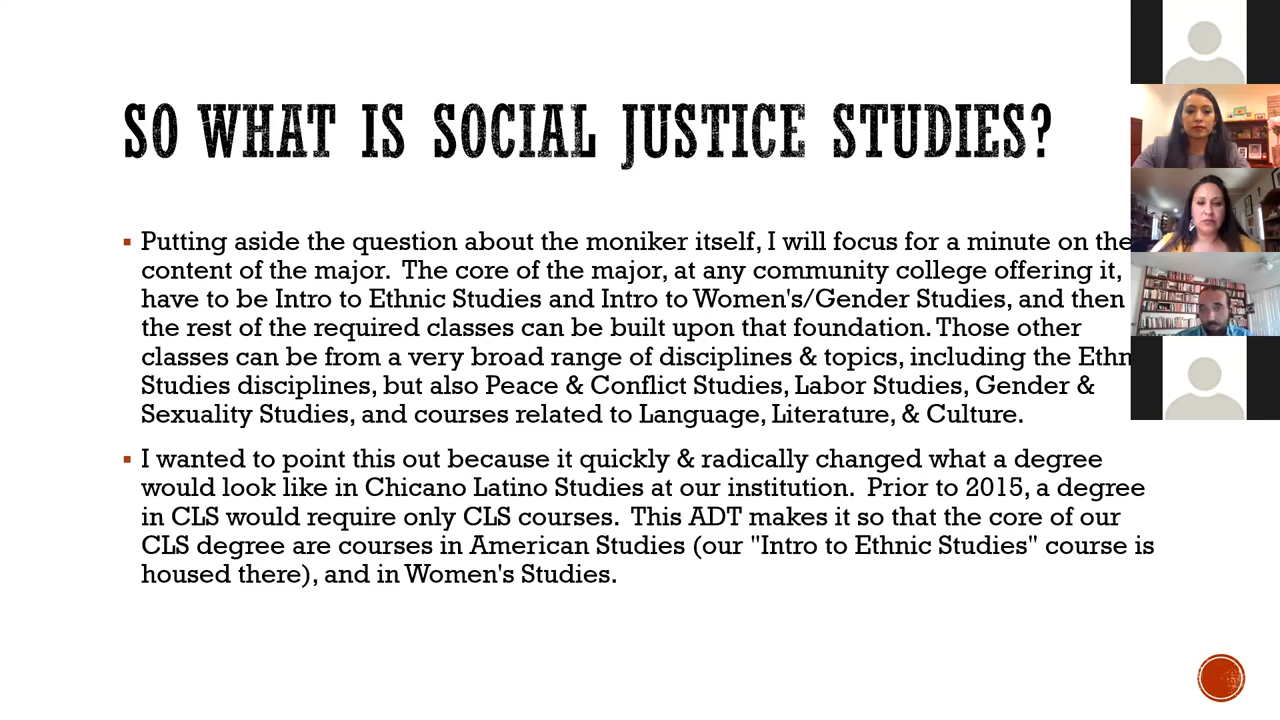 SO WHAT IS SOCIAL JUSTICE STUDIES?
▪ Putting aside the question about the moniker itself, I will focus for a minute on the
content of the major.  The core of the major, at any community college offering it,
have to be Intro to Ethnic Studies and Intro to Women's/Gender Studies, and then
the rest of the required classes can be built upon that foundation. Those other
classes can be from a very broad range of disciplines & topics, including the Ethn
Studies disciplines, but also Peace & Conflict Studies, Labor Studies, Gender &
Sexuality Studies, and courses related to Language, Literature, & Culture.
▪ I wanted to point this out because it quickly & radically changed what a degree
would look like in Chicano Latino Studies at our institution.  Prior to 2015, a degree
in CLS would require only CLS courses.  This ADT makes it so that the core of our
CLS degree are courses in American Studies (our "Intro to Ethnic Studies" course is
housed there), and in Women's Studies.